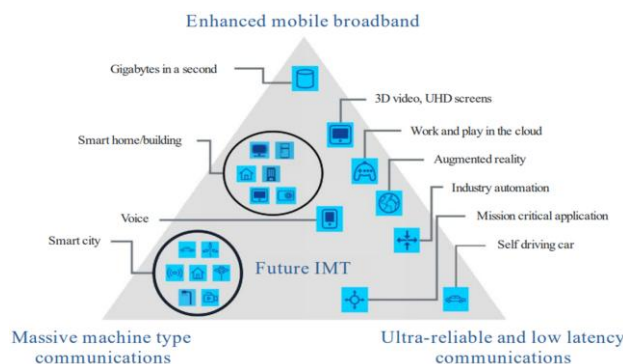 Enhanced mobile broadband
Gigabytes in a second
3D video, UHD screens
Smart home/building
Work and play in the cloud
Augmented reality
Industry automation
Voice
Mission critical application
Smart city
Self driving car
Future IMT
Massive machine type
communications
Ultra-reliable and low latency
communications